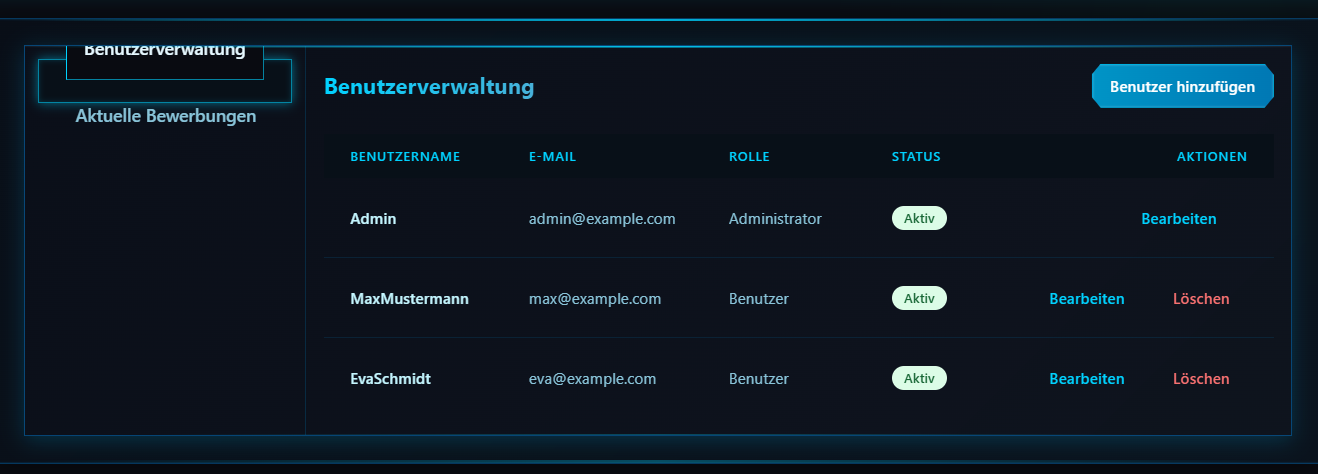 Benutzerverwaltung
Aktuelle Bewerbungen
Benutzerverwaltung
Benutzer hinzufügen
BENUTZERNAME E-MAIL ROLLE STATUS AKTIONEN
Admin admin@example.com Administrator Aktiv Bearbeiten
MaxMustermann max@example.com Benutzer Aktiv Bearbeiten Löschen
EvaSchmidt eva@example.com Benutzer Aktiv Bearbeiten Löschen